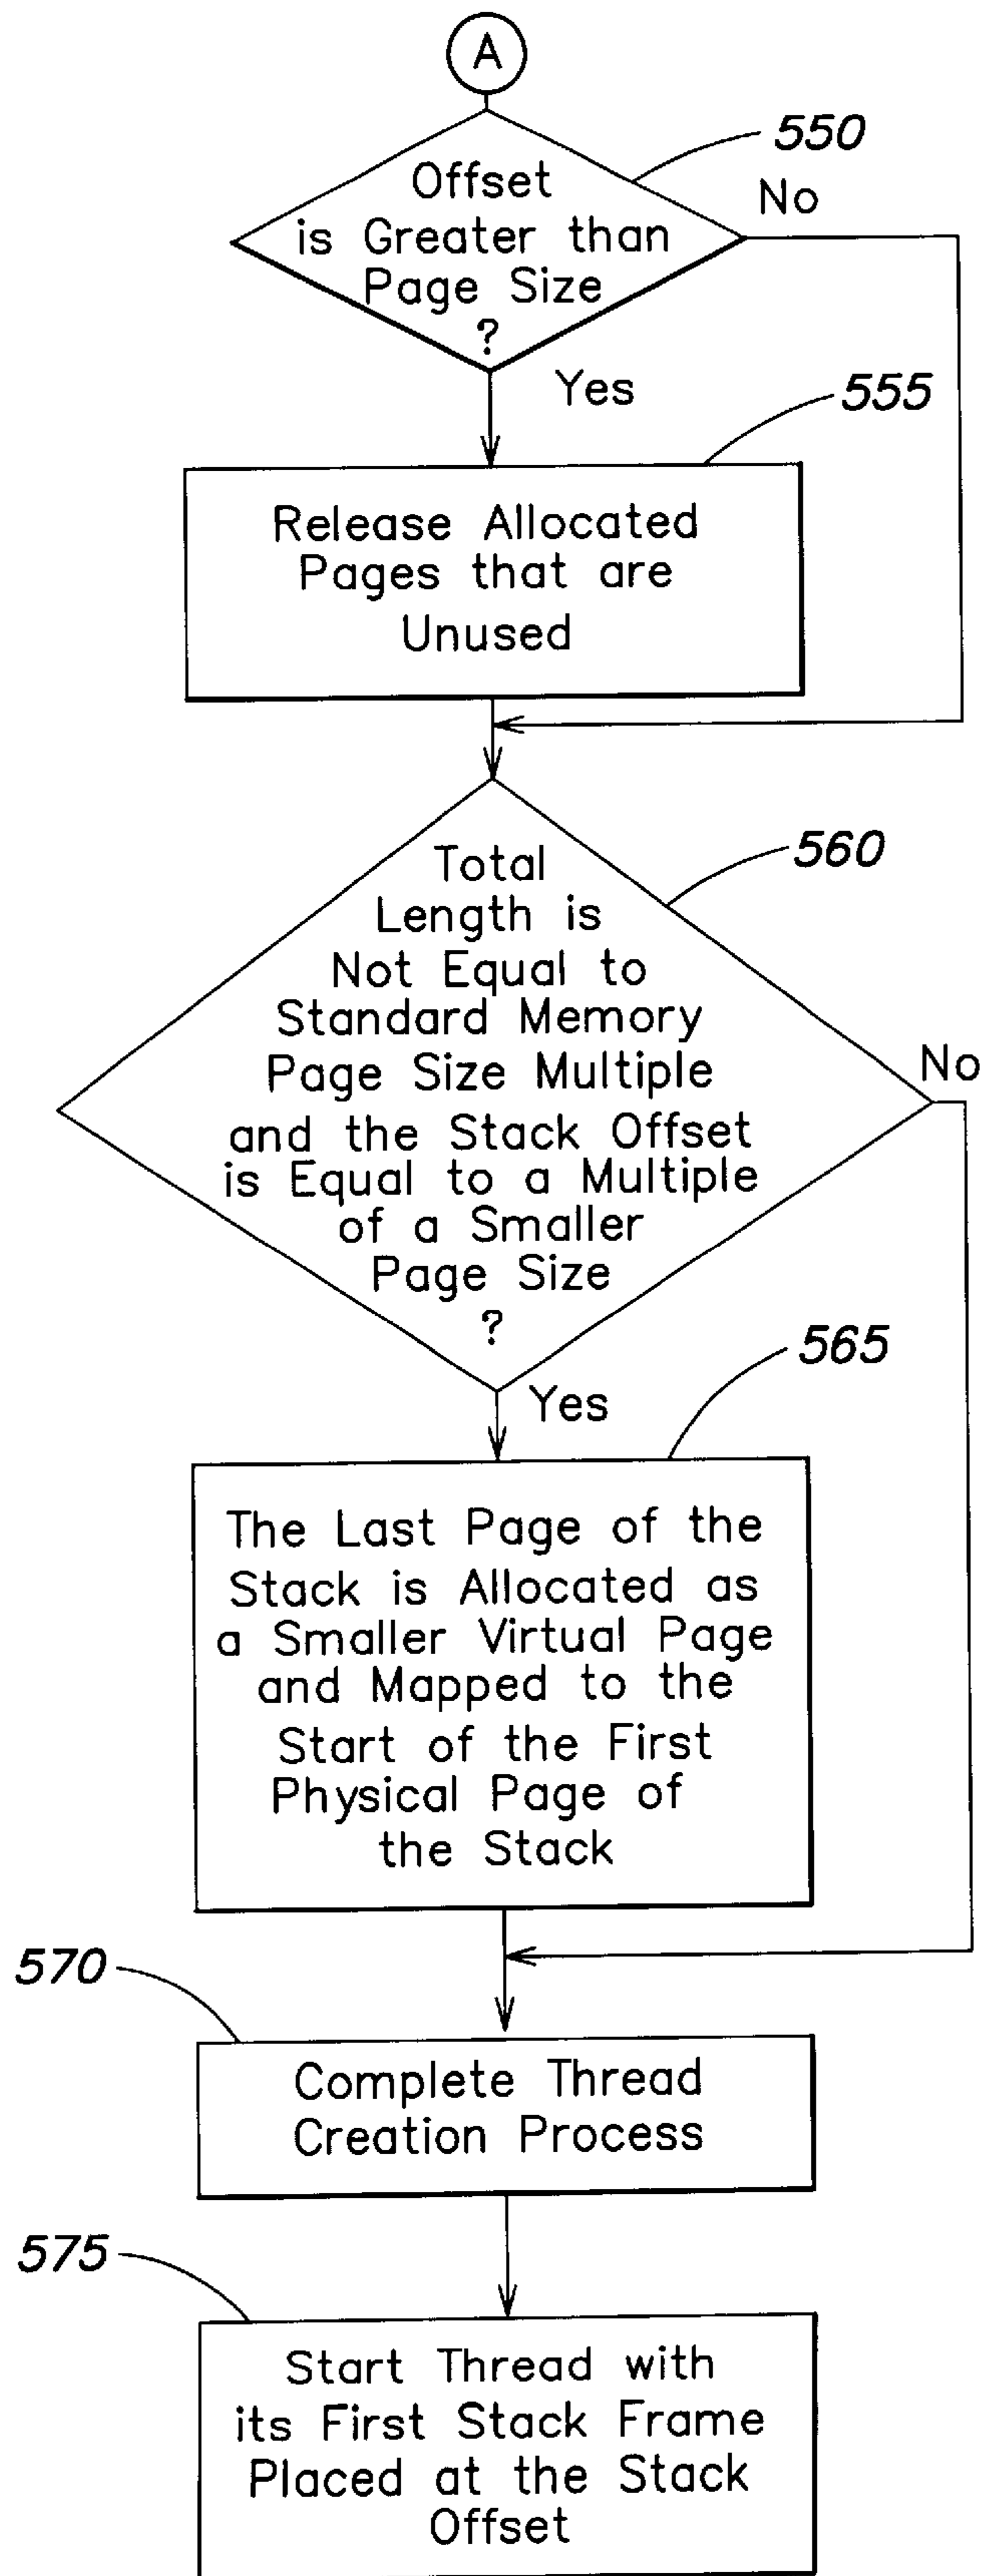 A
550
Offset
is Greater than
Page Size
?
No
Yes
555
Release Allocated
Pages that are
Unused
560
Total
Length is
Not Equal to
Standard Memory
Page Size Multiple
and the Stack Offset
is Equal to a Multiple
of a Smaller
Page Size
?
No
Yes
565
The Last Page of the
Stack is Allocated as
a Smaller Virtual Page
and Mapped to the
Start of the First
Physical Page of
the Stack
570
Complete Thread
Creation Process
575
Start Thread with
its First Stack Frame
Placed at the Stack
Offset